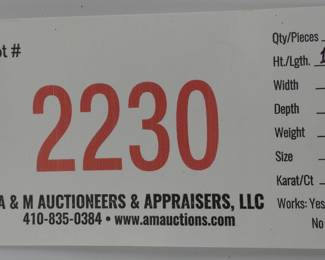 ot #
2230
A & M AUCTIONEERS & APPRAISERS, LLC
410-835-0384 • www.amauctions.com
Qty/Pieces
Ht./Lgth.
Width
Depth
Weight
Size
Karat/Ct
Works: Yes
No